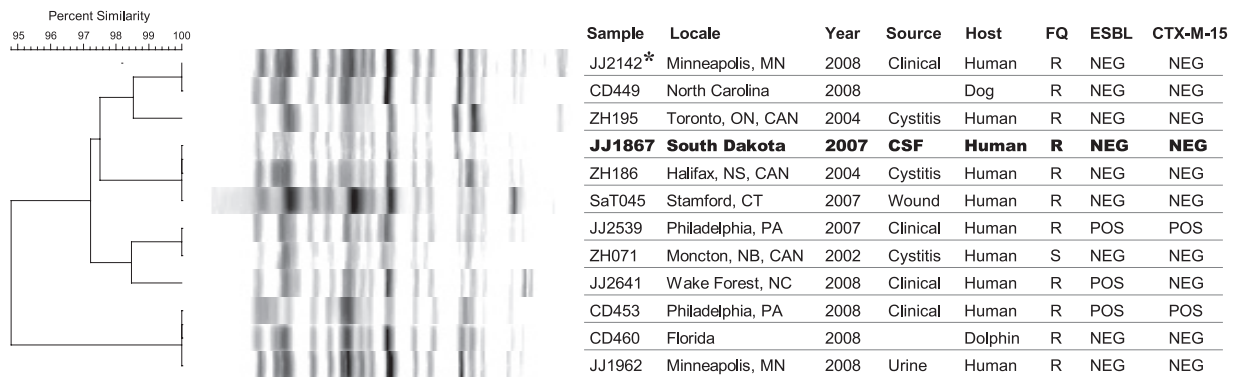 Percent Similarity
95 96 97 98 99 100
Sample Locale Year Source Host FQ ESBL CTX-M-15
JJ2142* Minneapolis, MN 2008 Clinical Human R NEG NEG
CD449 North Carolina 2008 Dog R NEG NEG
ZH195 Toronto, ON, CAN 2004 Cystitis Human R NEG NEG
JJ1867 South Dakota 2007 CSF Human R NEG NEG
ZH186 Halifax, NS, CAN 2004 Cystitis Human R NEG NEG
SaT045 Stamford, CT 2007 Wound Human R NEG NEG
JJ2539 Philadelphia, PA 2007 Clinical Human R POS POS
ZH071 Moncton, NB, CAN 2002 Cystitis Human S NEG NEG
JJ2641 Wake Forest, NC 2008 Clinical Human R POS NEG
CD453 Philadelphia, PA 2008 Clinical Human R POS POS
CD460 Florida 2008 Dolphin R NEG NEG
JJ1962 Minneapolis, MN 2008 Urine Human R NEG NEG